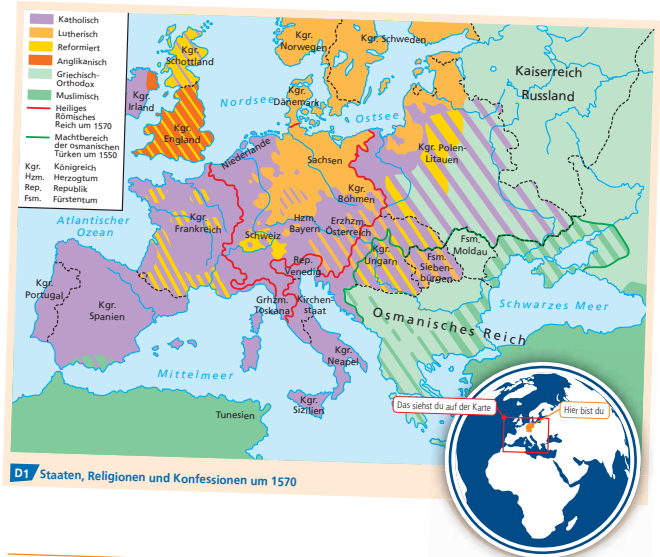 Katholisch
Lutherisch
Reformiert
Anglikanisch
Griechisch-
Orthodox
Muslimisch
Heiliges
Römisches
Reich um 1570
Machtbereich
der osmanischen
Türken um 1550
Kgr. Königreich
Hzm. Herzogtum
Rep. Republik
Fsm. Fürstentum
Kgr.
Schottland
Kgr.
Norwegen
Kgr. Schweden
Kaiserreich
Russland
Kgr.
Irland
Nordsee
Kgr.
Dänemark
Ostsee
Kgr.
England
Niederlande
Sachsen
Kgr. Polen-
Litauen
Kgr.
Böhmen
Atlantischer
Ozean
Kgr.
Frankreich
Schweiz
Hzm.
Bayern
Erzhzm.
Österreich
Kgr.
Ungarn
Fsm.
Sieben-
bürgen
Fsm.
Moldau
Rep.
Venedig
Kgr.
Portugal
Kgr.
Spanien
Grhzm.
Toskana
Kirchen-
staat
Osmanisches Reich
Schwarzes Meer
Kgr.
Neapel
Mittelmeer
Kgr.
Sizilien
Tunesien
Das siehst du auf der Karte
Hier bist du
D1 Staaten, Religionen und Konfessionen um 1570